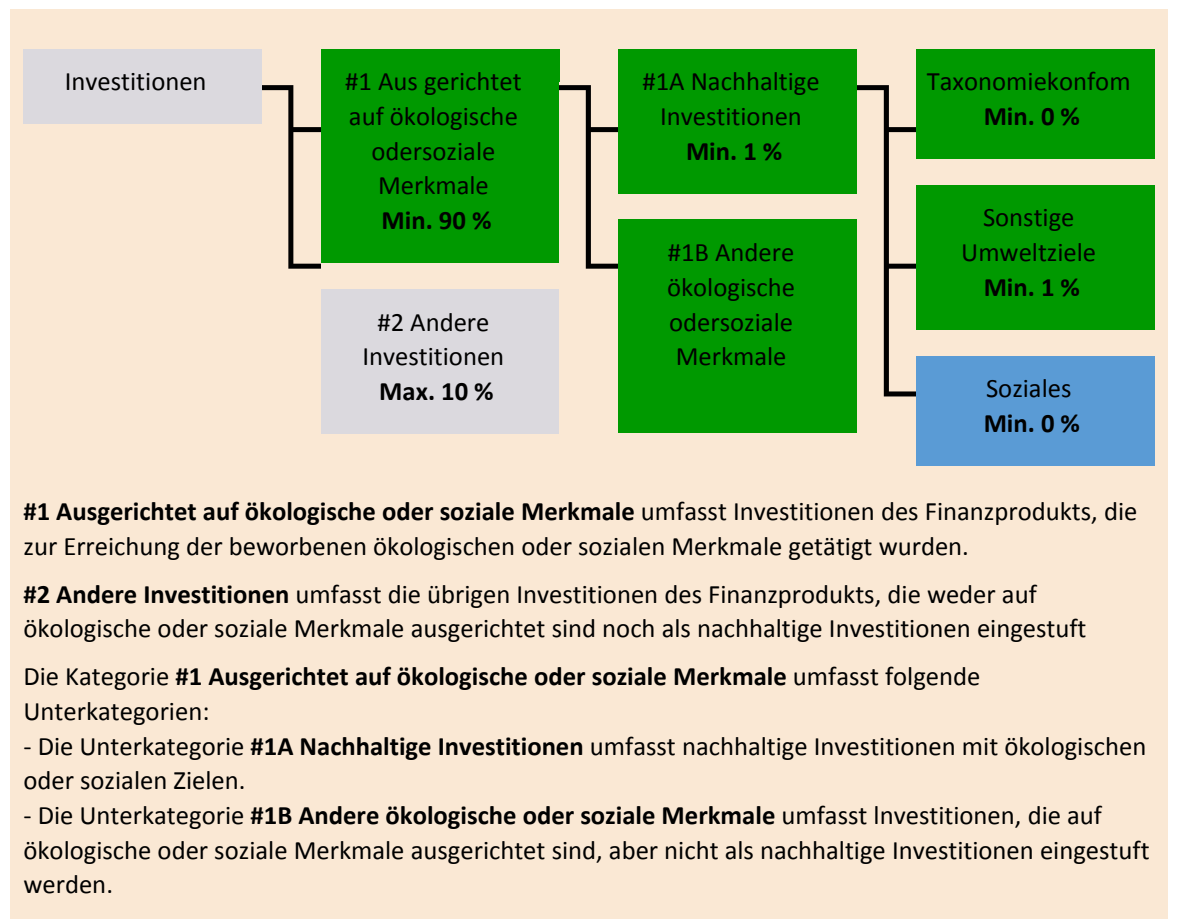 Investitionen
#1 Aus gerichtet
auf ökologische
odersoziale
Merkmale
Min. 90 %
#2 Andere
Investitionen
Max. 10 %
#1A Nachhaltige
Investitionen
Min. 1 %
#1B Andere
ökologische
odersoziale
Merkmale
Taxonomiekonfom
Min. 0 %
Sonstige
Umweltziele
Min. 1 %
Soziales
Min. 0 %
#1 Ausgerichtet auf ökologische oder soziale Merkmale umfasst Investitionen des Finanzprodukts, die
zur Erreichung der beworbenen ökologischen oder sozialen Merkmale getätigt wurden.
#2 Andere Investitionen umfasst die übrigen Investitionen des Finanzprodukts, die weder auf
ökologische oder soziale Merkmale ausgerichtet sind noch als nachhaltige Investitionen eingestuft
Die Kategorie #1 Ausgerichtet auf ökologische oder soziale Merkmale umfasst folgende
Unterkategorien:
- Die Unterkategorie #1A Nachhaltige Investitionen umfasst nachhaltige Investitionen mit ökologischen
oder sozialen Zielen.
- Die Unterkategorie #1B Andere ökologische oder soziale Merkmale umfasst lnvestitionen, die auf
ökologische oder soziale Merkmale ausgerichtet sind, aber nicht als nachhaltige Investitionen eingestuft
werden.